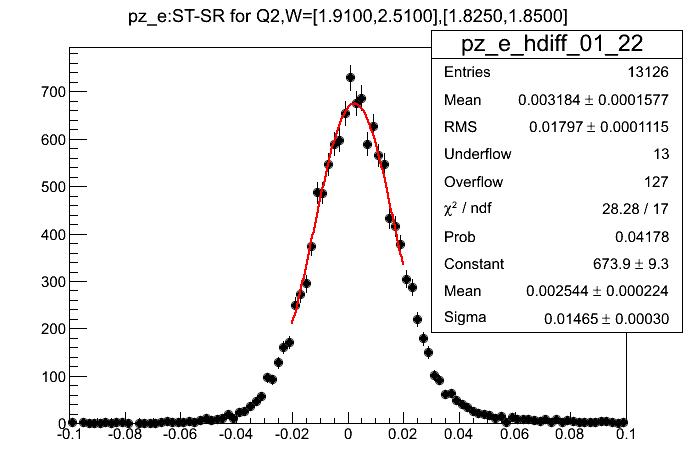 pz_e:ST-SR for Q2,W=[1.9100,2.5100],[1.8250,1.8500]
pz_e_hdiff_01_22
Entries 13126
Mean 0.003184 ± 0.0001577
RMS 0.01797 ± 0.0001115
Underflow 13
Overflow 127
χ² / ndf 28.28 / 17
Prob 0.04178
Constant 673.9 ± 9.3
Mean 0.002544 ± 0.000224
Sigma 0.01465 ± 0.00030
700
600
500
400
300
200
100
0
-0.1 -0.08 -0.06 -0.04 -0.02 0 0.02 0.04 0.06 0.08 0.1